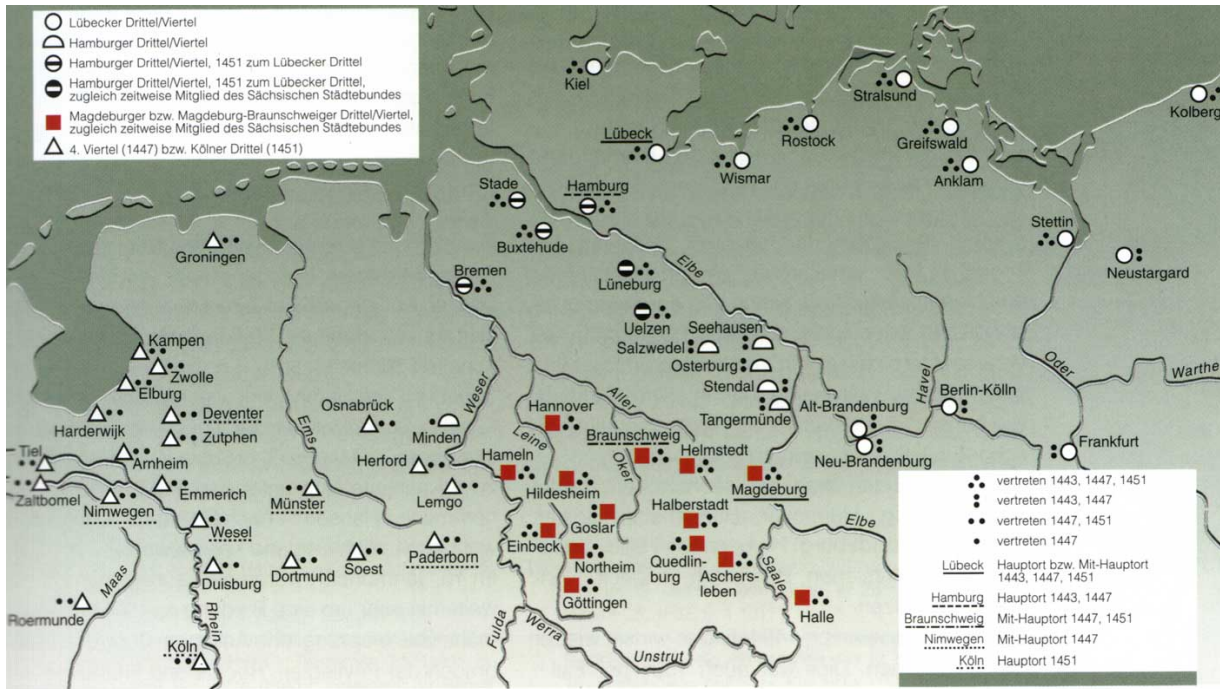 Lübecker Drittel/Viertel
Hamburger Drittel/Viertel
Hamburger Drittel/Viertel, 1451 zum Lübecker Drittel
Hamburger Drittel/Viertel, 1451 zum Lübecker Drittel,
zugleich zeitweise Mitglied des Sächsischen Städtebundes
Magdeburger bzw. Magdeburg-Braunschweiger Drittel/Viertel,
zugleich zeitweise Mitglied des Sächsischen Städtebundes
4. Viertel (1447) bzw. Kölner Drittel (1451)
Kiel
Stralsund
Kolberg
Lübeck
Rostock
Greifswald
Wismar
Anklam
Stade
Hamburg
Buxtehude
Stettin
Groningen
Elbe
Neustargard
Bremen
Lüneburg
Uelzen
Seehausen
Salzwedel
Kampen
Zwolle
Osterburg
Elburg
Stendal
Oder
Warthe
Weser
Aller
Havel
Berlin-Kölln
Osnabrück
Hannover
Deventer
Harderwijk
Minden
Tangermünde
Alt-Brandenburg
Ems
Leine
Braunschweig
Zutphen
Helmstedt
Neu-Brandenburg
Frankfurt
Tiel
Arnheim
Herford
Hameln
Oker
Zaltbomel
Emmerich
Münster
Lemgo
Hildesheim
Magdeburg
Nimwegen
Halberstadt
Goslar
Elbe
Wesel
Einbeck
Paderborn
Quedlin-
burg
Northeim
Aschers-
leben
Saale
Maas
Duisburg
Dortmund
Soest
Göttingen
Halle
Roermunde
Rhein
Fulda
Werra
Unstrut
Köln
vertreten 1443, 1447, 1451
vertreten 1443, 1447
vertreten 1447, 1451
vertreten 1447
Lübeck Hauptort bzw. Mit-Hauptort
1443, 1447, 1451
Hamburg Hauptort 1443, 1447
Braunschweig Mit-Hauptort 1447, 1451
Nimwegen Mit-Hauptort 1447
Köln Hauptort 1451